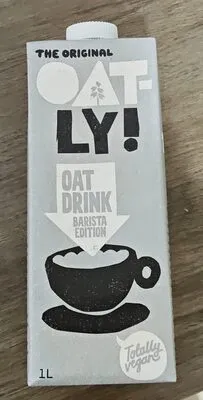 THE ORIGINAL
OAT-
LY!
OAT
DRINK
BARISTA
EDITION
Totally
vegan!
1L